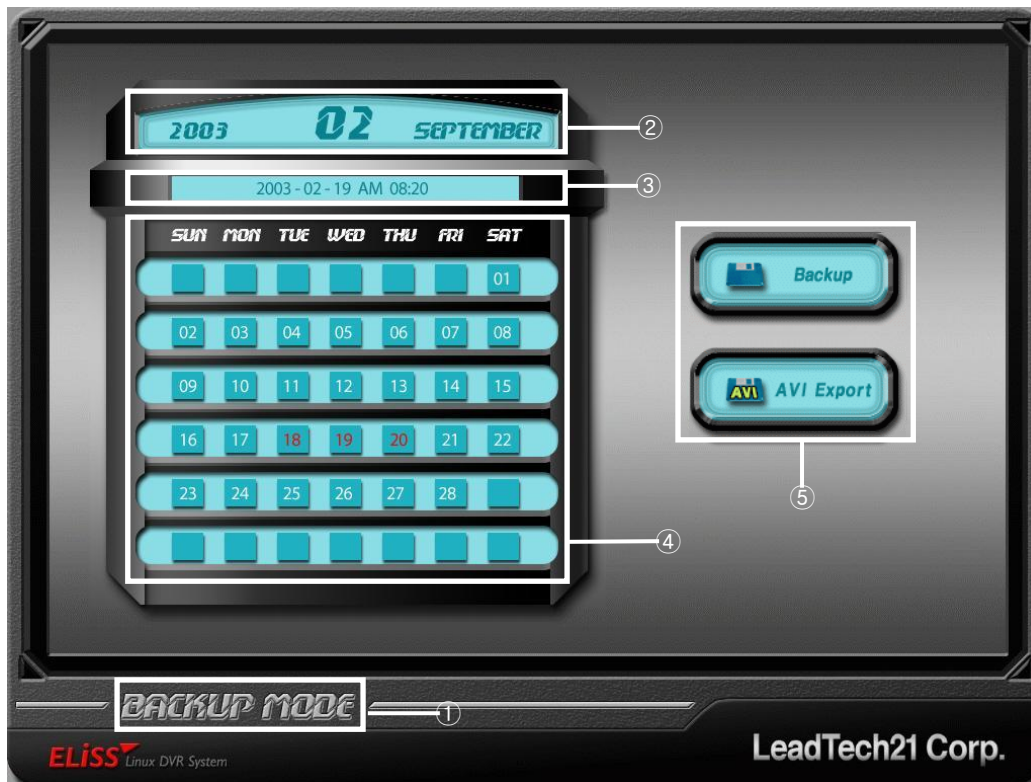 2003 02 SEPTEMBER
②
2003 - 02 - 19 AM 08:20
③
SUN MON TUE WED THU FRI SAT
01
02 03 04 05 06 07 08
09 10 11 12 13 14 15
16 17 18 19 20 21 22
23 24 25 26 27 28
④
Backup
AVI AVI Export
⑤
BACKUP MODE
①
ELiSS Linux DVR System
LeadTech21 Corp.